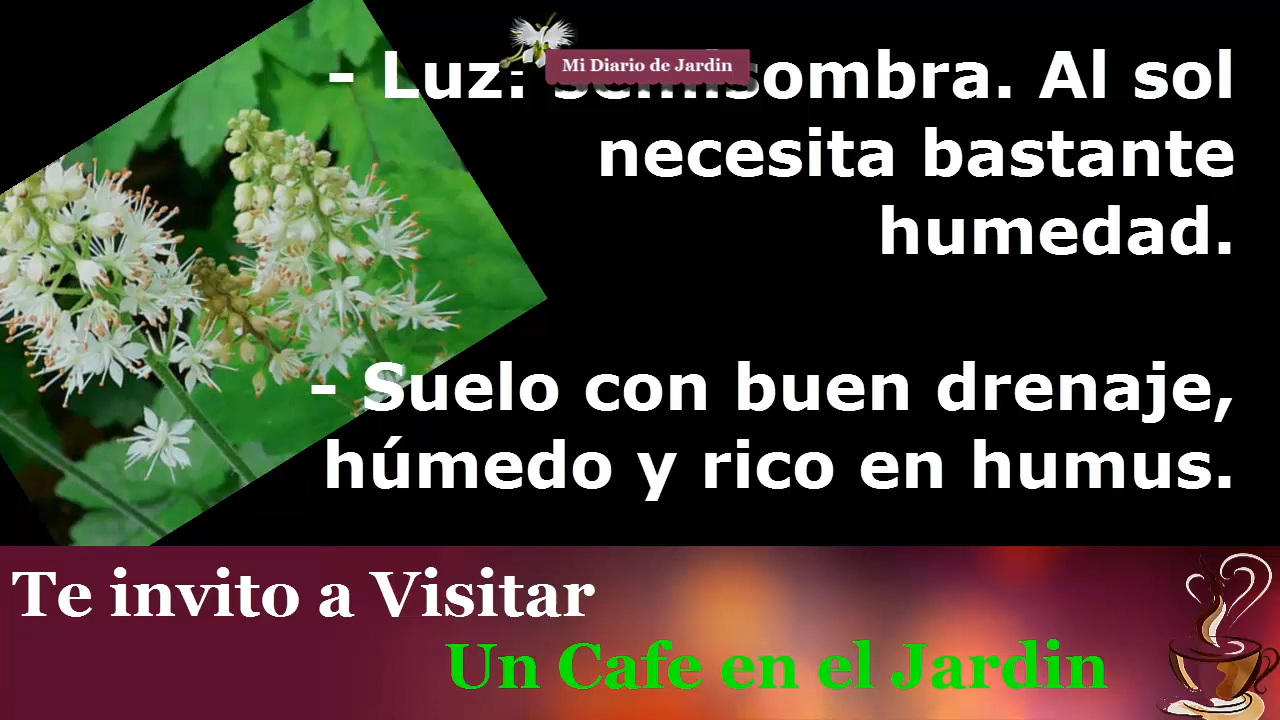 Mi Diario de Jardin
- Luz: semisombra. Al sol
necesita bastante
humedad.
- Suelo con buen drenaje,
húmedo y rico en humus.
Te invito a Visitar
Un Cafe en el Jardin